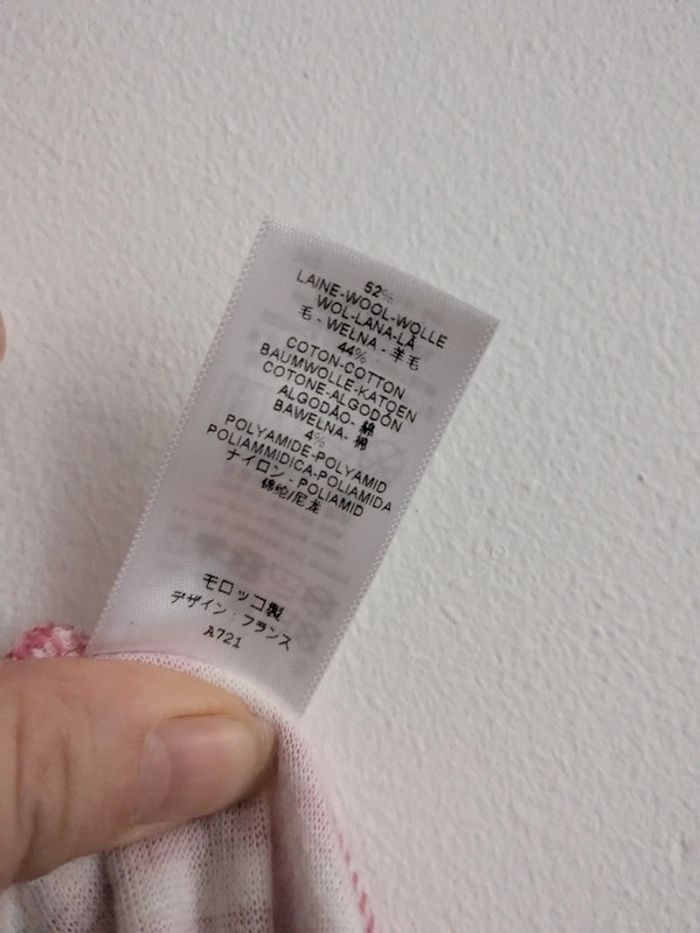 52%
LAINE-WOOL-WOLLE
WOL-LANA-LÃ
毛 - WEŁNA - 羊毛
44%
COTON-COTTON
BAUMWOLLE-KATOEN
COTONE-ALGODÓN
ALGODÃO- 綿
BAWEŁNA- 棉
4%
POLYAMIDE-POLYAMID
POLIAMMIDICA-POLIAMIDA
ナイロン - POLIAMID
锦纶/尼龙
モロッコ製
デザイン : フランス
A721